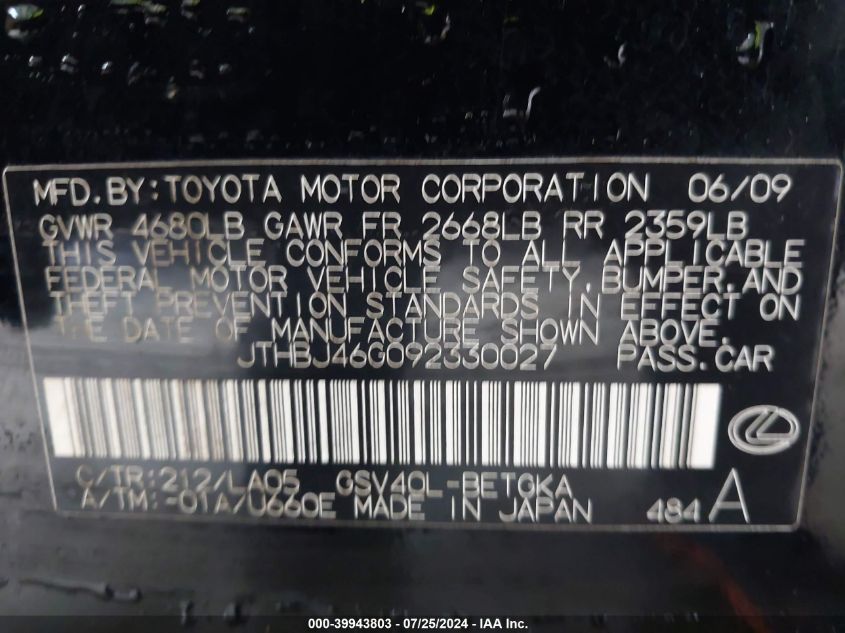 MFD.BY:TOYOTA MOTOR CORPORATION 06/09
GVWR 4680LB GAWR FR 2668LB RR 2359LB
THIS VEHICLE CONFORMS TO ALL APPLICABLE
FEDERAL MOTOR VEHICLE SAFETY,BUMPER,AND
THEFT PREVENTION STANDARDS IN EFFECT ON
THE DATE OF MANUFACTURE SHOWN ABOVE.
JTHBJ46G092330027 PASS.CAR
C/TR:212/LA05 GSV40L-BETGKA
A/TM:-01A/U660E MADE IN JAPAN 484 A
000-39943803 - 07/25/2024 - IAA Inc.